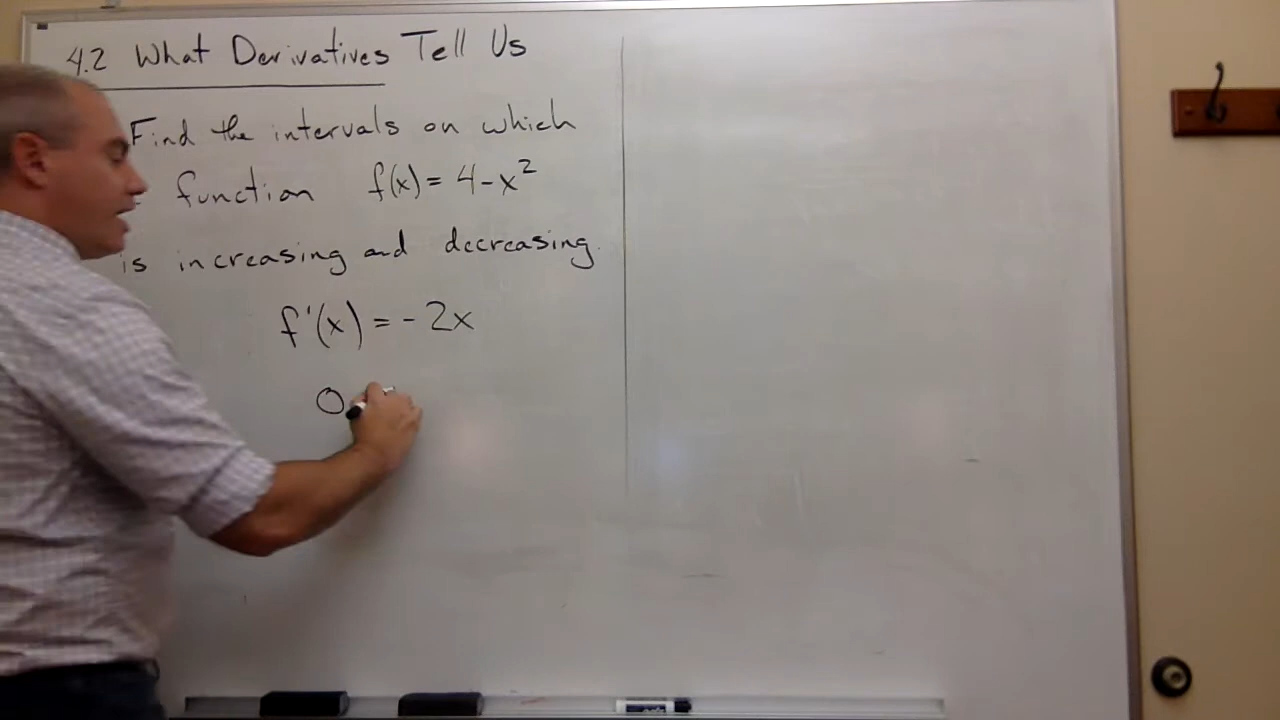 4.2 What Derivatives Tell Us
Find the intervals on which
function f(x) = 4 - x²
is increasing and decreasing.
f'(x) = -2x
0